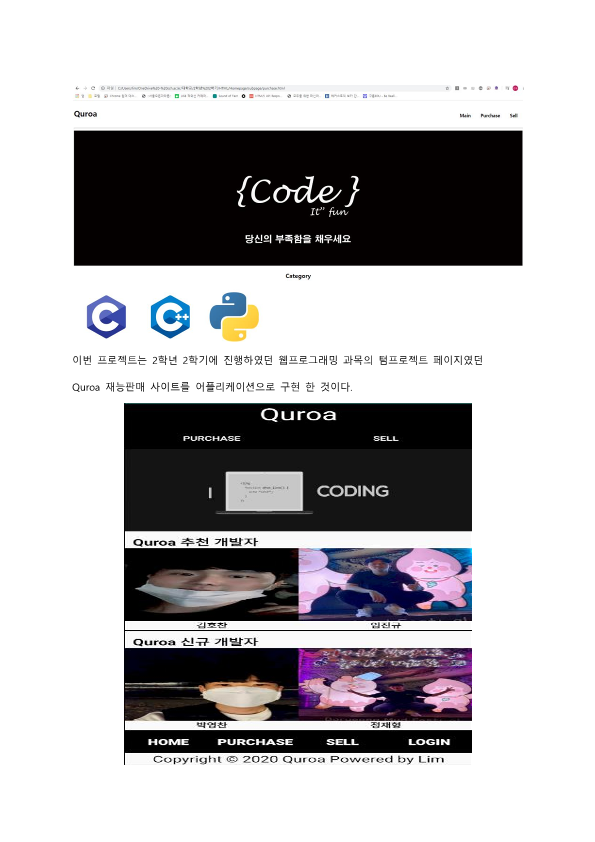 Quroa
Main Purchase Sell
{Code}
It" fun
당신의 부족함을 채우세요
Category
C
C++
이번 프로젝트는 2학년 2학기에 진행하였던 웹프로그래밍 과목의 텀프로젝트 페이지였던
Quroa 재능판매 사이트를 어플리케이션으로 구현 한 것이다.
Quroa
PURCHASE SELL
I CODING
Quroa 추천 개발자
김호찬 임진규
Quroa 신규 개발자
박영찬 정재형
HOME PURCHASE SELL LOGIN
Copyright © 2020 Quroa Powered by Lim